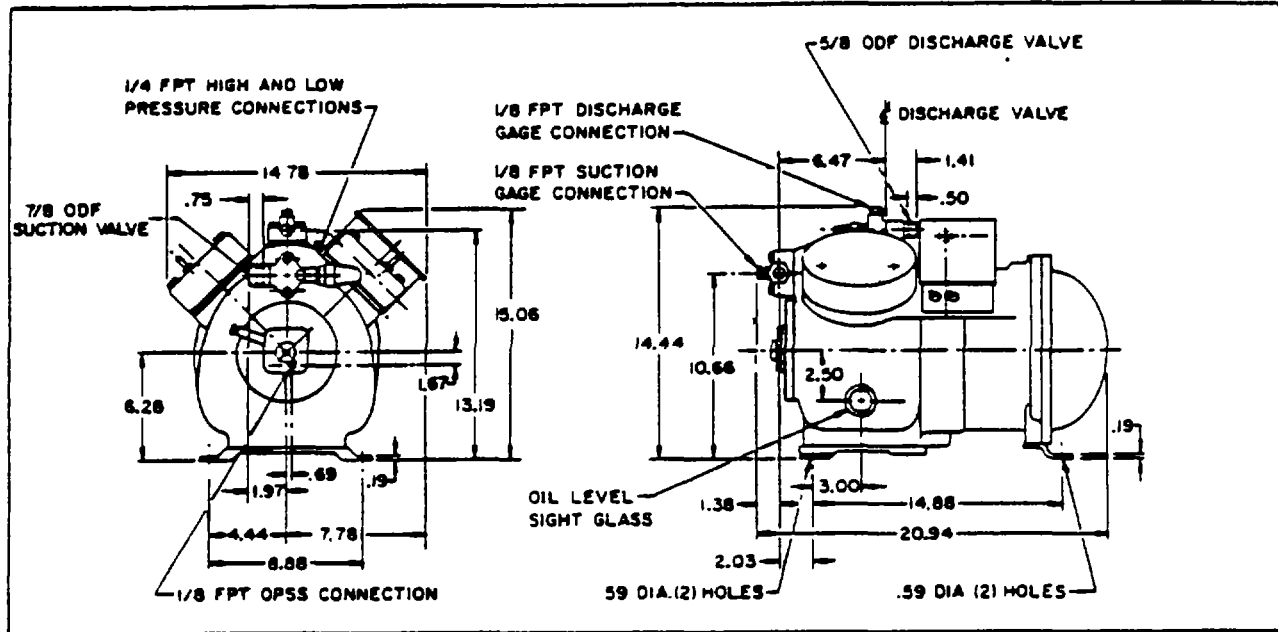 5/8 ODF DISCHARGE VALVE
1/4 FPT HIGH AND LOW
PRESSURE CONNECTIONS
1/8 FPT DISCHARGE
GAGE CONNECTION
DISCHARGE VALVE
14.78
6.47
1.41
1/8 FPT SUCTION
GAGE CONNECTION
.75
.50
7/8 ODF
SUCTION VALVE
15.06
14.44
10.66
2.50
6.28
1.67
13.19
.19
.69
.19
1.97
3.00
OIL LEVEL
SIGHT GLASS
1.38
14.88
4.44
7.78
20.94
2.03
8.88
1/8 FPT OPSS CONNECTION
59 DIA.(2) HOLES
.59 DIA (2) HOLES